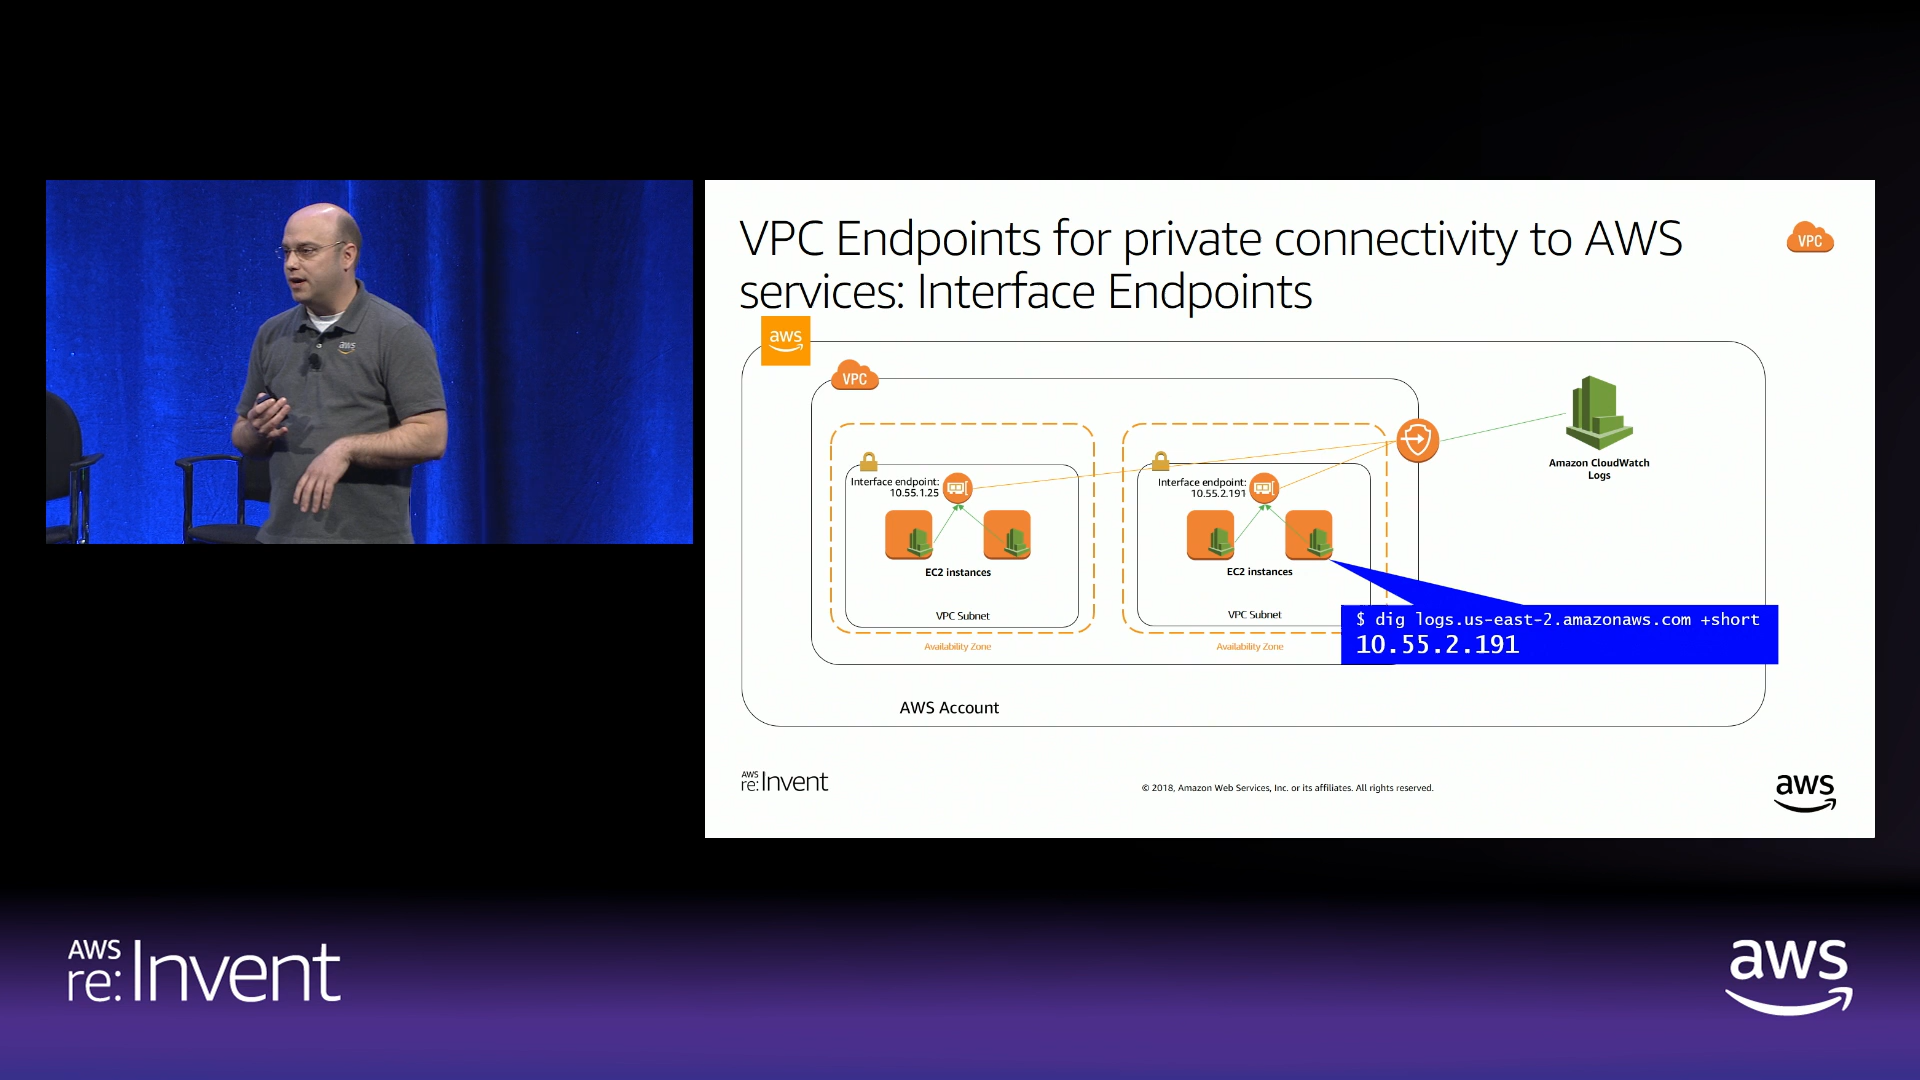 VPC Endpoints for private connectivity to AWS
services: Interface Endpoints
VPC
aws
VPC
Interface endpoint:
10.55.1.25
EC2 instances
VPC Subnet
Availability Zone
Interface endpoint:
10.55.2.191
EC2 instances
VPC Subnet
Availability Zone
Amazon CloudWatch
Logs
$ dig logs.us-east-2.amazonaws.com +short
10.55.2.191
AWS Account
AWS
re:Invent
© 2018, Amazon Web Services, Inc. or its affiliates. All rights reserved.
aws
aws
AWS
re:Invent
aws